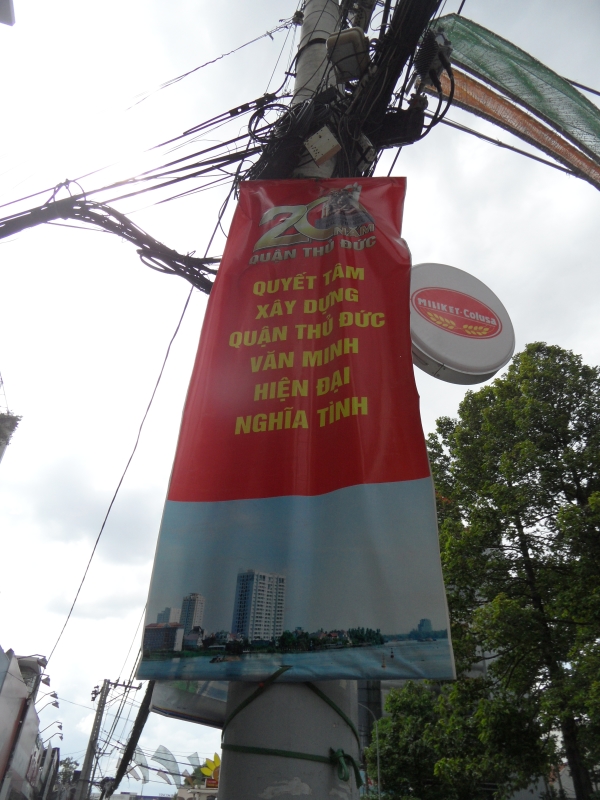 20 NĂM
QUẬN THỦ ĐỨC
QUYẾT TÂM
XÂY DỰNG
QUẬN THỦ ĐỨC
VĂN MINH
HIỆN ĐẠI
NGHĨA TÌNH
MILIKET-Colusa